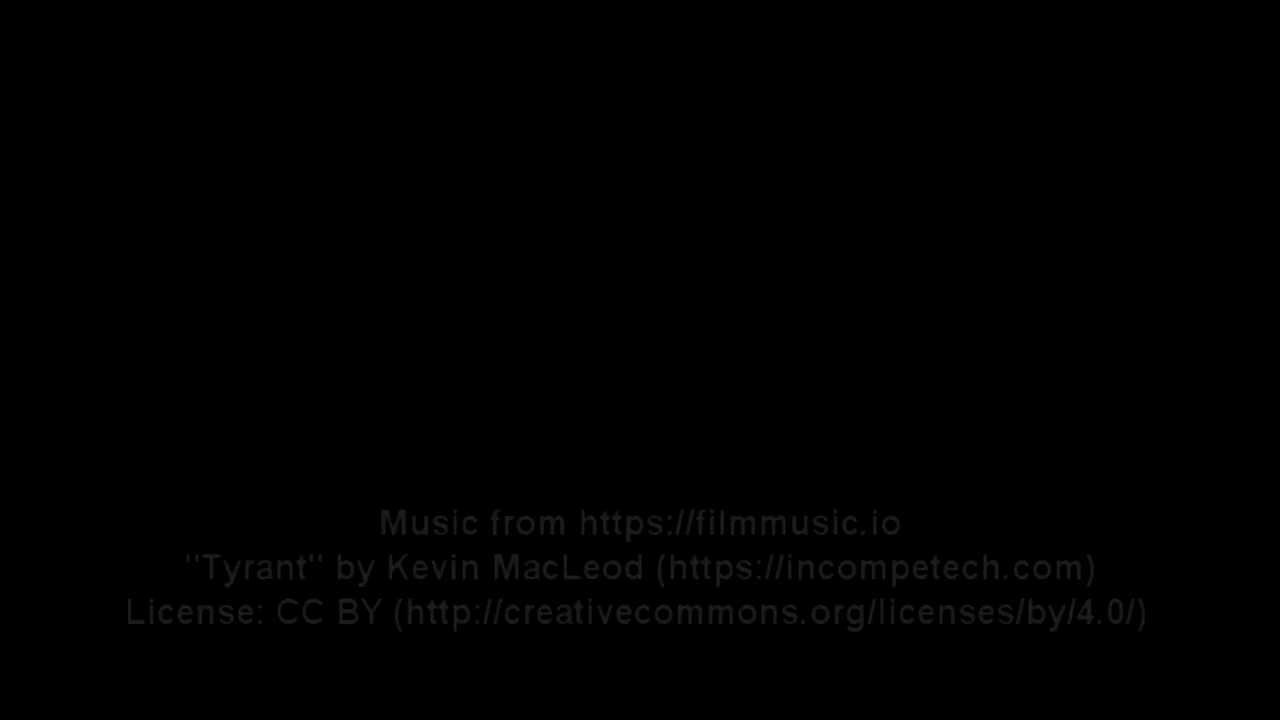 Music from https://filmmusic.io
"Tyrant" by Kevin MacLeod (https://incompetech.com)
License: CC BY (http://creativecommons.org/licenses/by/4.0/)